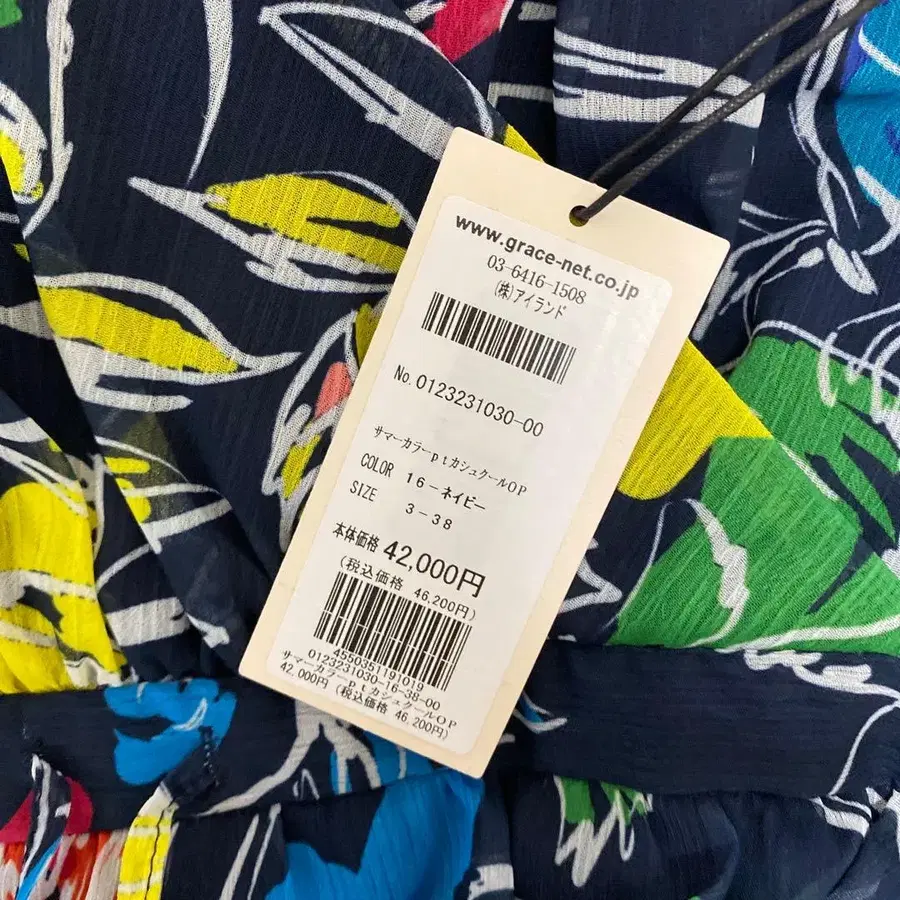 www.grace-net.co.jp
03-6416-1508
(株)アイランド
No. 0123231030-00
サマーカラーptカシュクールOP
COLOR 16-ネイビー
SIZE 3-38
本体価格 42,000円
(税込価格 46,200円)
4550351191019
0123231030-16-38-00
サマーカラーptカシュクールOP
42,000円 (税込価格 46,200円)